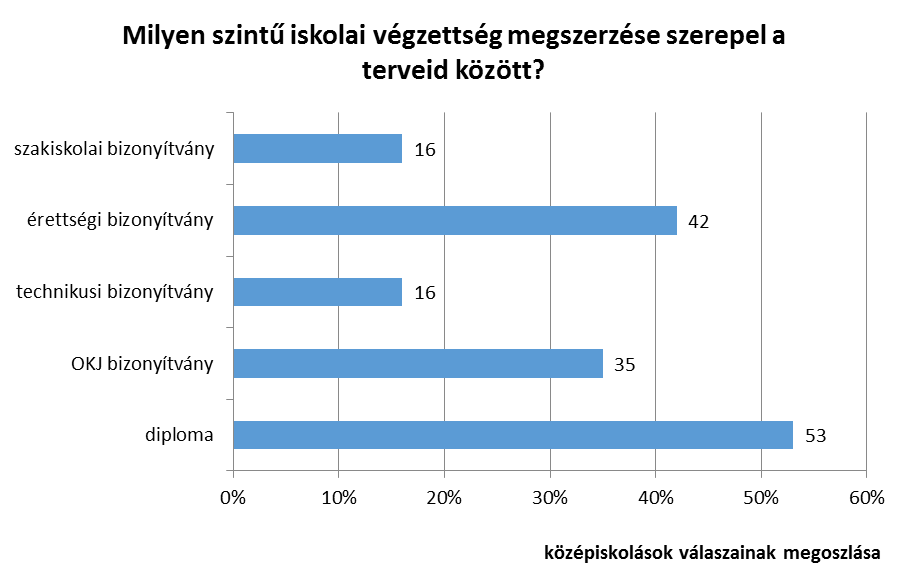 Milyen szintű iskolai végzettség megszerzése szerepel a
terveid között?
szakiskolai bizonyítvány
16
érettségi bizonyítvány
42
technikusi bizonyítvány
16
OKJ bizonyítvány
35
diploma
53
0% 10% 20% 30% 40% 50% 60%
középiskolások válaszainak megoszlása